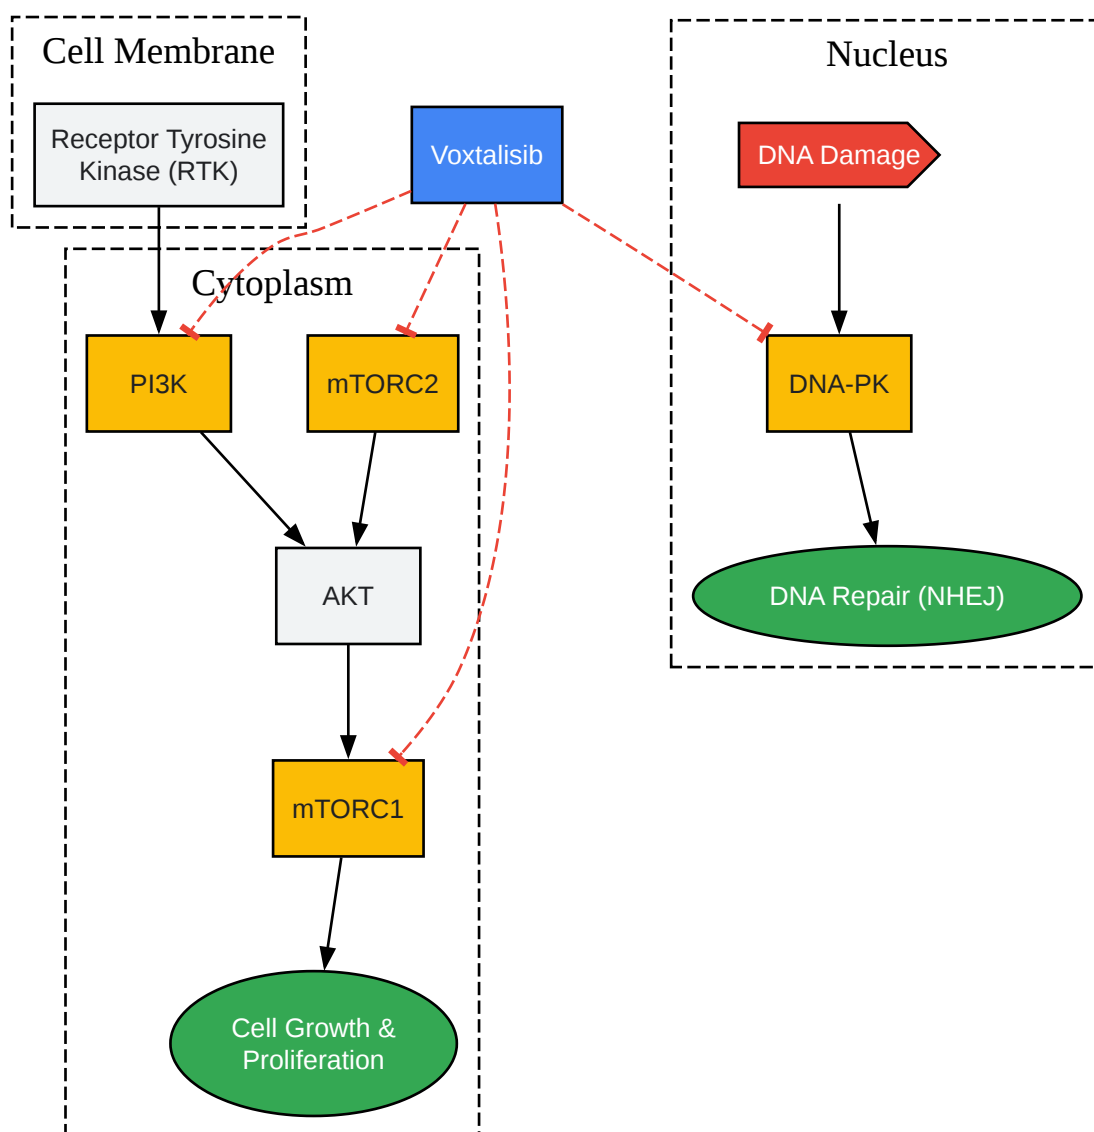 Cell Membrane
Receptor Tyrosine
Kinase (RTK)
Voxtalisib
Nucleus
DNA Damage
Cytoplasm
PI3K
mTORC2
DNA-PK
AKT
DNA Repair (NHEJ)
mTORC1
Cell Growth &
Proliferation